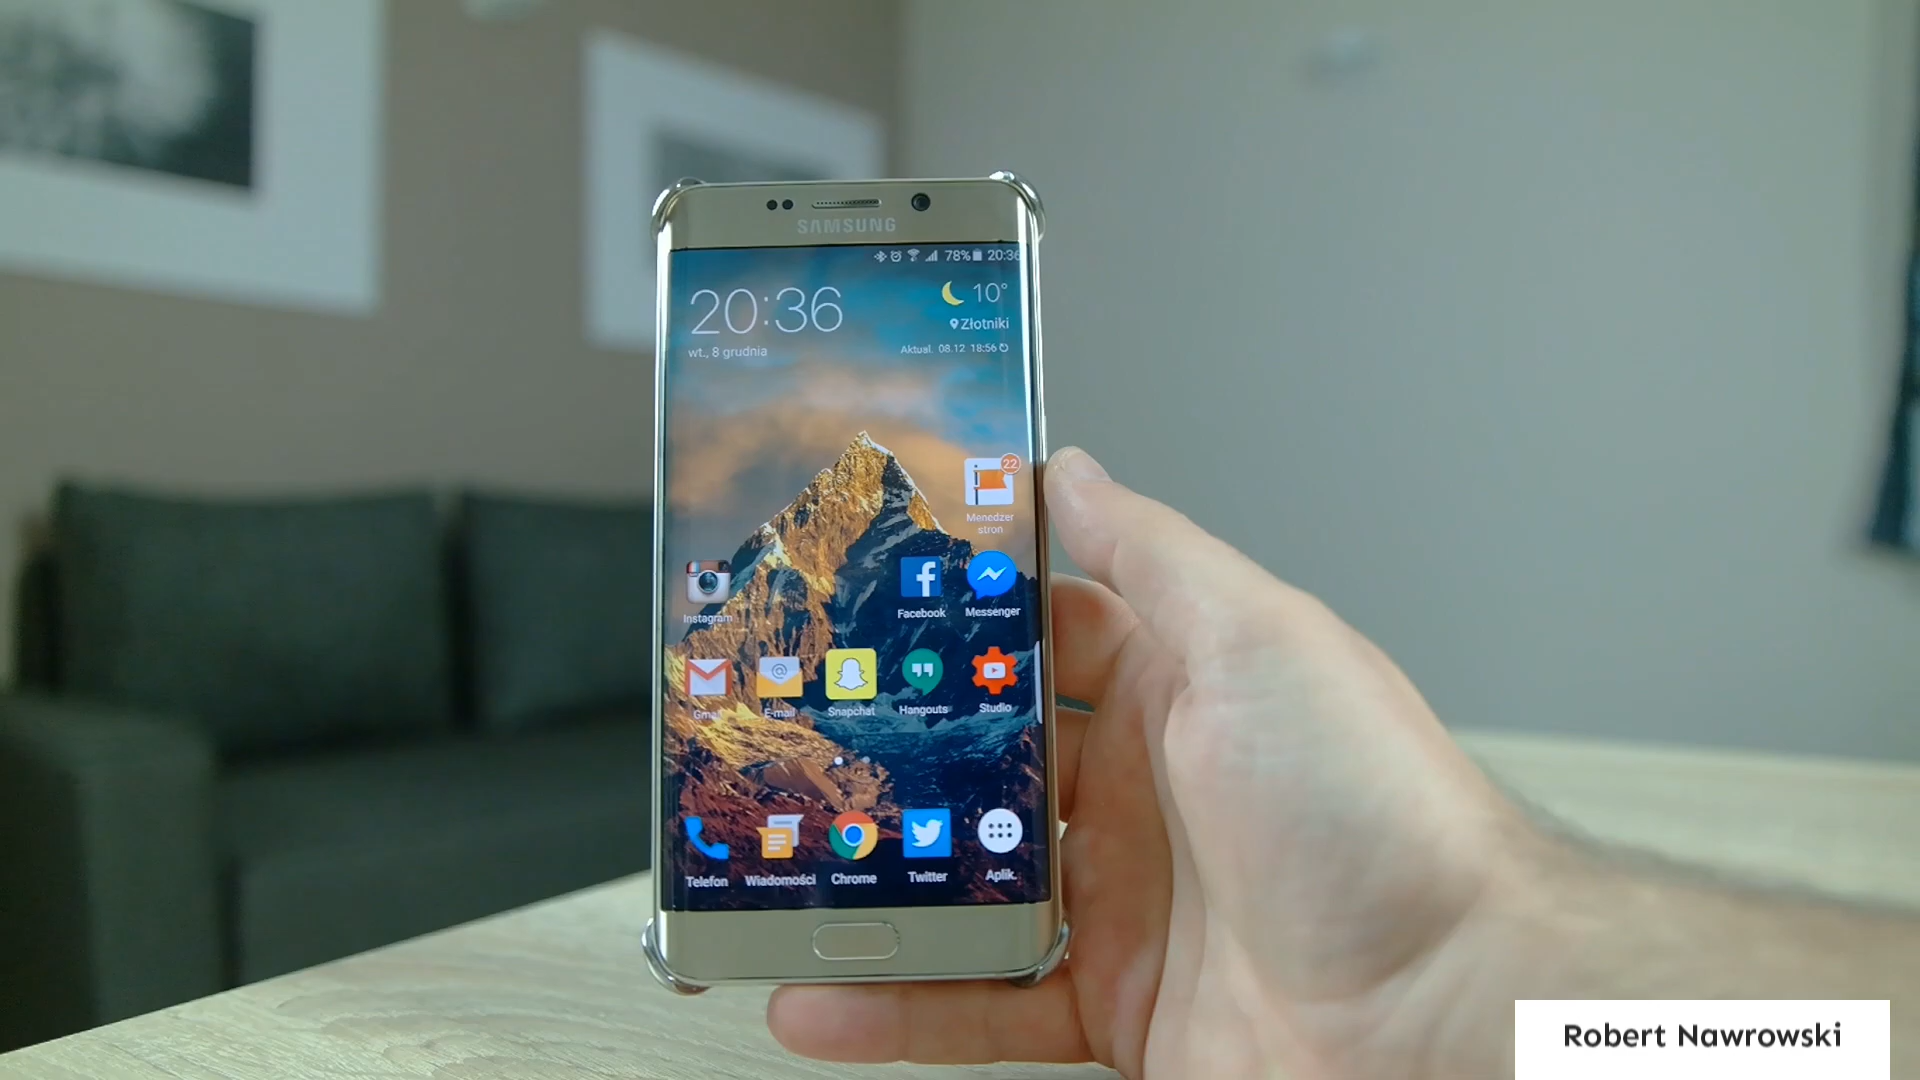 SAMSUNG
78% 20:36
20:36
10°
Złotniki
wt., 8 grudnia
Aktual. 08.12 18:56
22
Menedżer
stron
Instagram
Facebook
Messenger
Gmail
E-mail
Snapchat
Hangouts
Studio
Telefon
Wiadomości
Chrome
Twitter
Aplik.
Robert Nawrowski